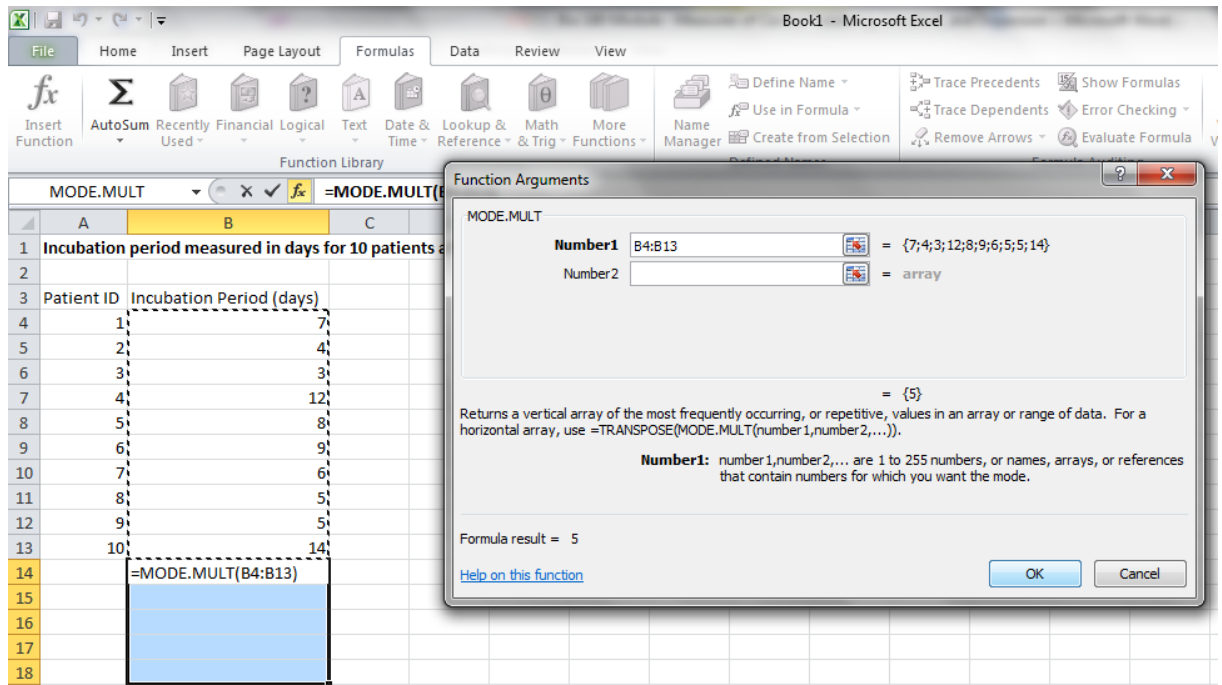 Book1 - Microsoft Excel
File Home Insert Page Layout Formulas Data Review View
fx Σ ? A θ
Insert Function AutoSum Recently Used Financial Logical Text Date & Time Lookup & Reference Math & Trig More Functions
Function Library
Name Manager
Define Name
Use in Formula
Create from Selection
Trace Precedents Show Formulas
Trace Dependents Error Checking
Remove Arrows Evaluate Formula
MODE.MULT fx =MODE.MULT(
A B C
1 Incubation period measured in days for 10 patients
2
3 Patient ID Incubation Period (days)
4 1 7
5 2 4
6 3 3
7 4 12
8 5 8
9 6 9
10 7 6
11 8 5
12 9 5
13 10 14
14 =MODE.MULT(B4:B13)
15
16
17
18
Function Arguments ? X
MODE.MULT
Number1 B4:B13 = {7;4;3;12;8;9;6;5;5;14}
Number2 = array
= {5}
Returns a vertical array of the most frequently occurring, or repetitive, values in an array or range of data. For a
horizontal array, use =TRANSPOSE(MODE.MULT(number1,number2,...)).
Number1: number1,number2,... are 1 to 255 numbers, or names, arrays, or references
that contain numbers for which you want the mode.
Formula result = 5
Help on this function
OK Cancel